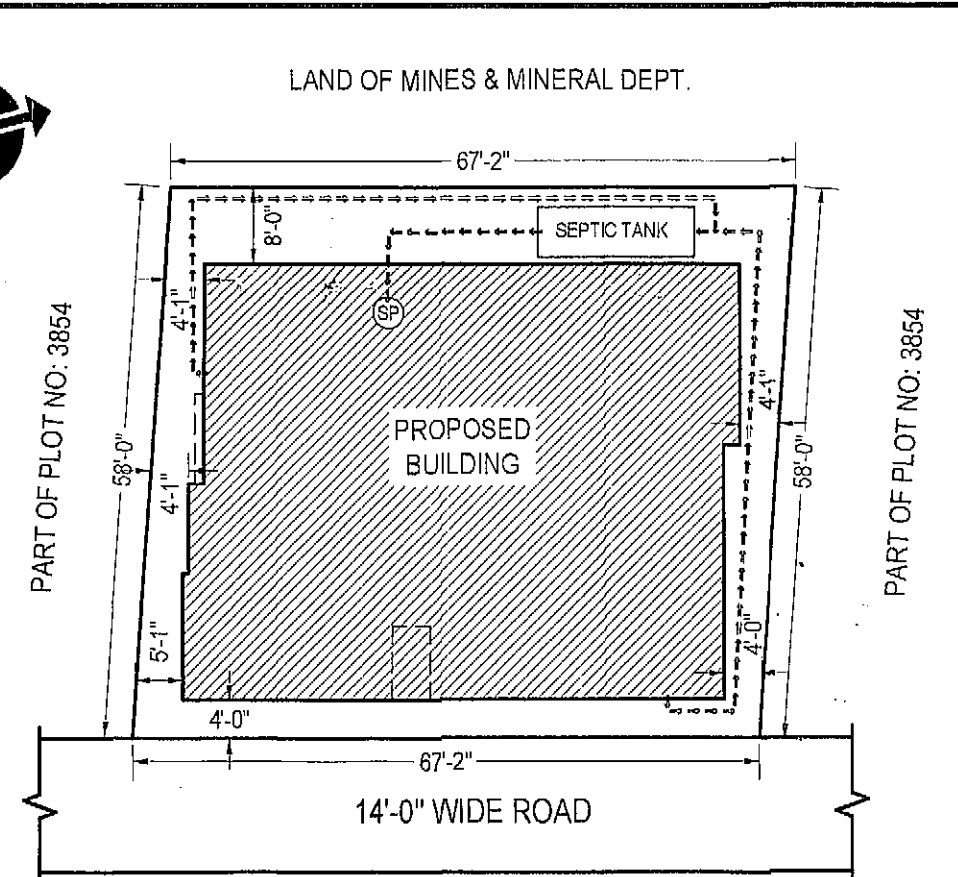 LAND OF MINES & MINERAL DEPT.
67'-2"
8'-0"
SEPTIC TANK
4'-1"
SP
PART OF PLOT NO: 3854
58'-0"
PROPOSED
BUILDING
4'-1"
4'-1"
58'-0"
PART OF PLOT NO: 3854
5'-1"
4'-0"
4'-0"
67'-2"
14'-0" WIDE ROAD